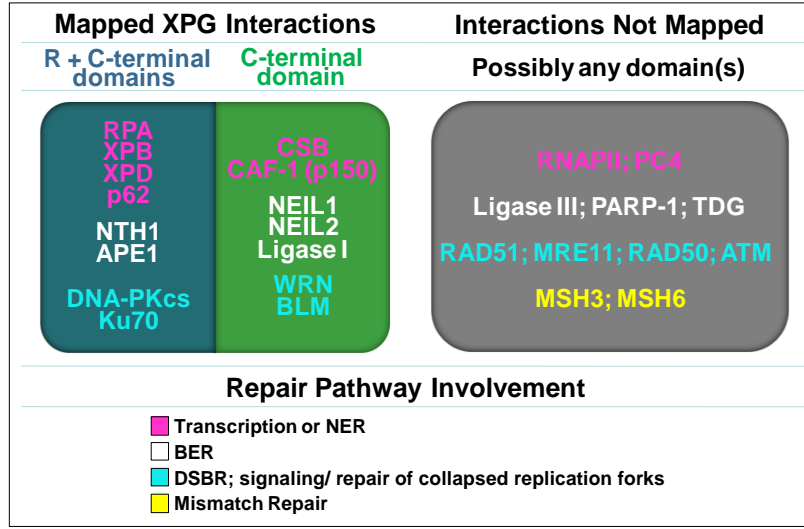 Mapped XPG Interactions
R + C-terminal
domains
C-terminal
domain
RPA
XPB
XPD
p62
NTH1
APE1
DNA-PKcs
Ku70
CSB
CAF-1 (p150)
NEIL1
NEIL2
Ligase I
WRN
BLM
Interactions Not Mapped
Possibly any domain(s)
RNAPII; PC4
Ligase III; PARP-1; TDG
RAD51; MRE11; RAD50; ATM
MSH3; MSH6
Repair Pathway Involvement
Transcription or NER
BER
DSBR; signaling/ repair of collapsed replication forks
Mismatch Repair